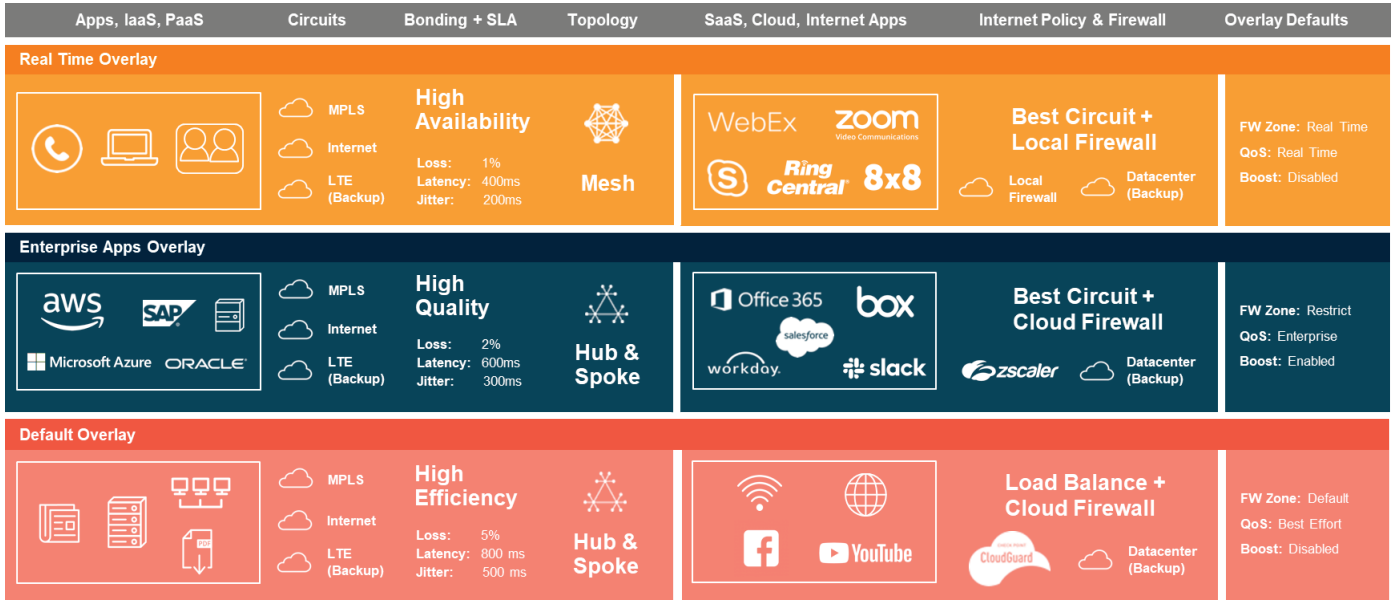 Apps, IaaS, PaaS
Circuits
Bonding + SLA
Topology
SaaS, Cloud, Internet Apps
Internet Policy & Firewall
Overlay Defaults
Real Time Overlay
MPLS
Internet
LTE
(Backup)
High
Availability
Loss: 1%
Latency: 400ms
Jitter: 200ms
Mesh
WebEx
zoom
Video Communications
S
Ring
Central
8x8
Best Circuit +
Local Firewall
Local
Firewall
Datacenter
(Backup)
FW Zone: Real Time
QoS: Real Time
Boost: Disabled
Enterprise Apps Overlay
aws
SAP
Microsoft Azure
ORACLE
MPLS
Internet
LTE
(Backup)
High
Quality
Loss: 2%
Latency: 600ms
Jitter: 300ms
Hub &
Spoke
Office 365
box
salesforce
workday.
slack
Best Circuit +
Cloud Firewall
zscaler
Datacenter
(Backup)
FW Zone: Restrict
QoS: Enterprise
Boost: Enabled
Default Overlay
PDF
MPLS
Internet
LTE
(Backup)
High
Efficiency
Loss: 5%
Latency: 800 ms
Jitter: 500 ms
Hub &
Spoke
f
YouTube
Load Balance +
Cloud Firewall
CHECK POINT
CloudGuard
Datacenter
(Backup)
FW Zone: Default
QoS: Best Effort
Boost: Disabled